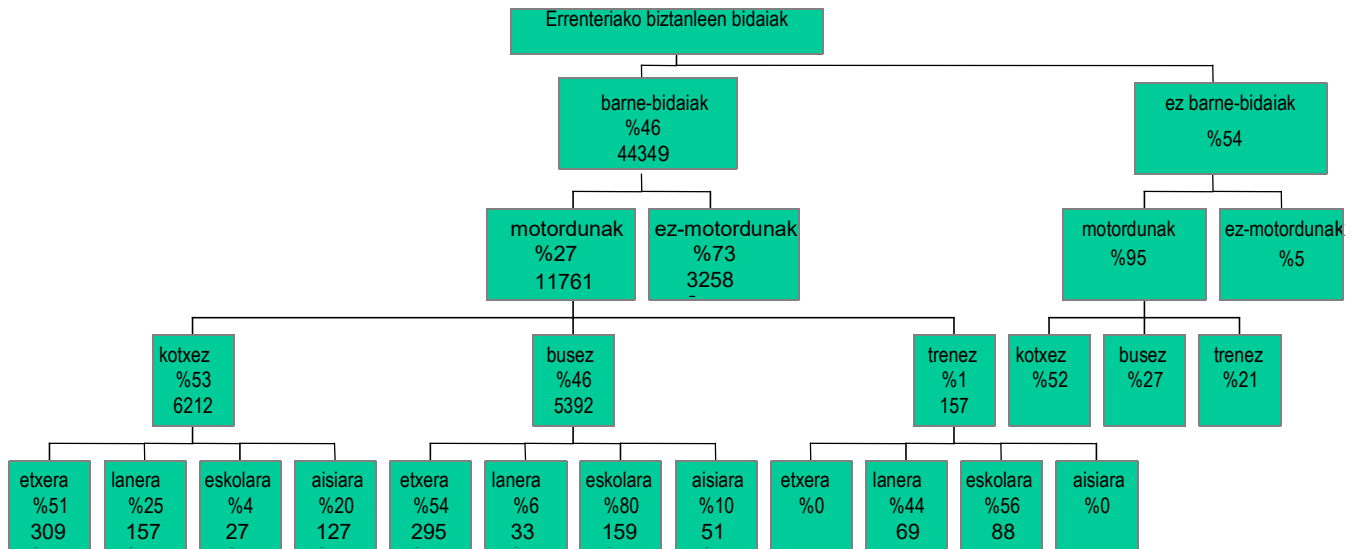 Errenteriako biztanleen bidaiak
barne-bidaiak
%46
44349
ez barne-bidaiak
%54
motordunak
%27
11761
ez-motordunak
%73
3258
motordunak
%95
ez-motordunak
%5
kotxez
%53
6212
busez
%46
5392
trenez
%1
157
kotxez
%52
busez
%27
trenez
%21
etxera
%51
309
lanera
%25
157
eskolara
%4
27
aisiara
%20
127
etxera
%54
295
lanera
%6
33
eskolara
%80
159
aisiara
%10
51
etxera
%0
lanera
%44
69
eskolara
%56
88
aisiara
%0